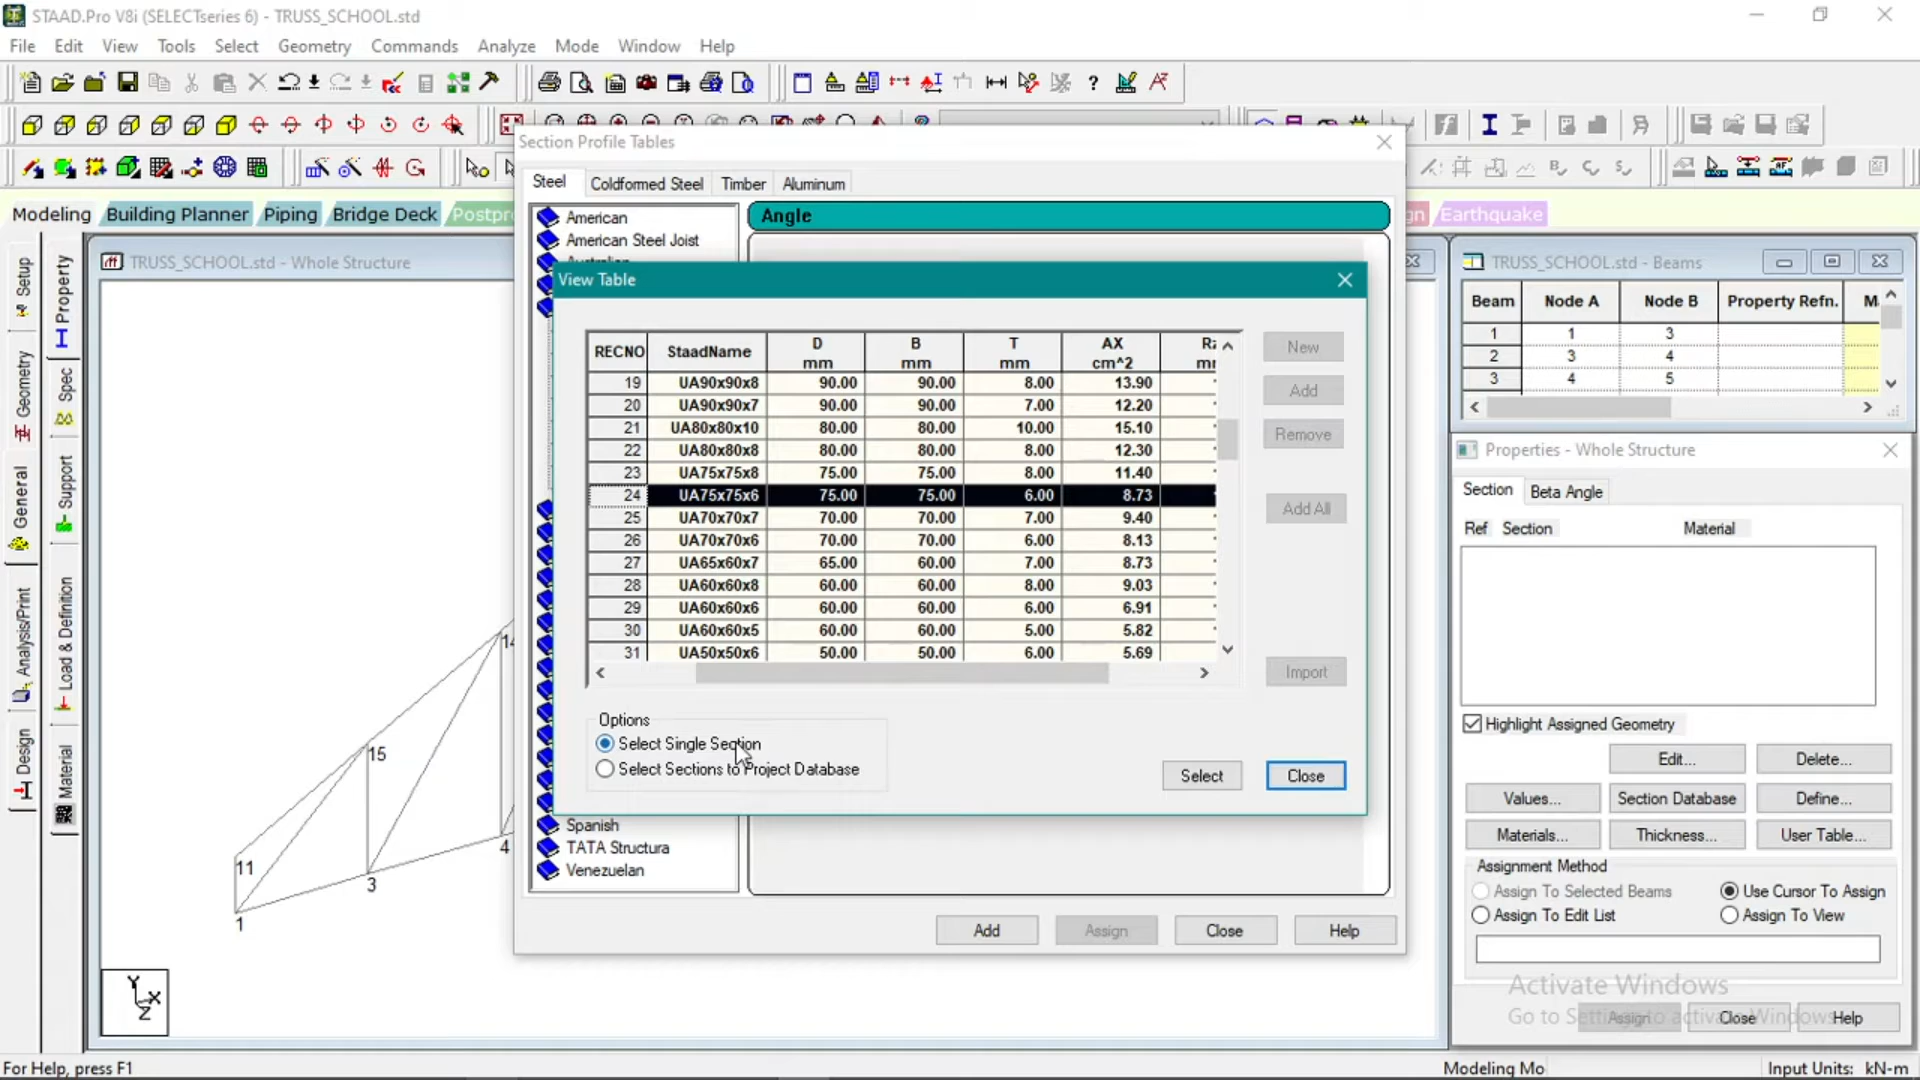 STAAD.Pro V8i (SELECTseries 6) - TRUSS_SCHOOL.std
File Edit View Tools Select Geometry Commands Analyze Mode Window Help
Section Profile Tables
Steel Coldformed Steel Timber Aluminum
Modeling Building Planner Piping Bridge Deck Postpr
gn Earthquake
American
American Steel Joist
Angle
TRUSS_SCHOOL.std - Whole Structure
TRUSS_SCHOOL.std - Beams
View Table
Beam Node A Node B Property Refn. M
1 1 3
2 3 4
3 4 5
RECNO StaadName D mm B mm T mm AX cm^2
19 UA90x90x8 90.00 90.00 8.00 13.90
20 UA90x90x7 90.00 90.00 7.00 12.20
21 UA80x80x10 80.00 80.00 10.00 15.10
22 UA80x80x8 80.00 80.00 8.00 12.30
23 UA75x75x8 75.00 75.00 8.00 11.40
24 UA75x75x6 75.00 75.00 6.00 8.73
25 UA70x70x7 70.00 70.00 7.00 9.40
26 UA70x70x6 70.00 70.00 6.00 8.13
27 UA65x60x7 65.00 60.00 7.00 8.73
28 UA60x60x8 60.00 60.00 8.00 9.03
29 UA60x60x6 60.00 60.00 6.00 6.91
30 UA60x60x5 60.00 60.00 5.00 5.82
31 UA50x50x6 50.00 50.00 6.00 5.69
New
Add
Remove
Add All
Import
Options
Select Single Section
Select Sections to Project Database
Select Close
Spanish
TATA Structura
Venezuelan
Add Assign Close Help
Setup
Geometry
General
Analysis/Print
Design
Property
Spec
Support
Load & Definition
Material
14
15
11
4
3
1
Y
X
Z
Properties - Whole Structure
Section Beta Angle
Ref Section Material
Highlight Assigned Geometry
Edit... Delete...
Values... Section Database Define...
Materials... Thickness... User Table...
Assignment Method
Assign To Selected Beams Use Cursor To Assign
Assign To Edit List Assign To View
Activate Windows
Assign Close Help
For Help, press F1
Modeling Mo
Input Units: kN-m